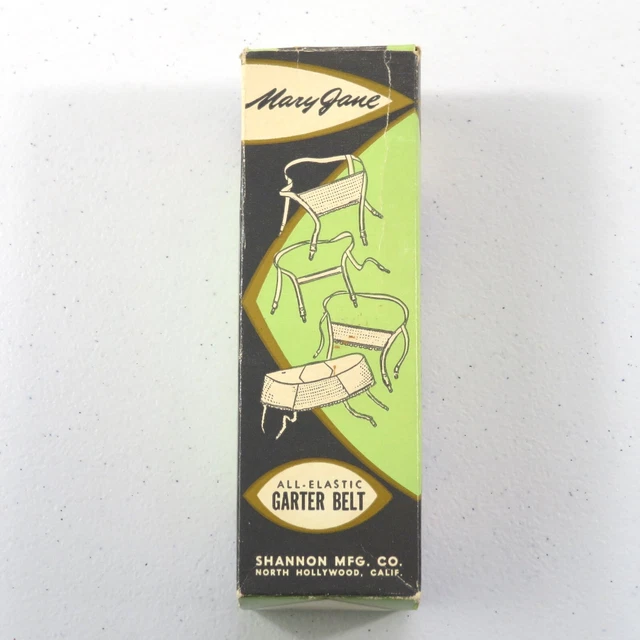 Mary Jane
ALL-ELASTIC
GARTER BELT
SHANNON MFG. CO.
NORTH HOLLYWOOD, CALIF.